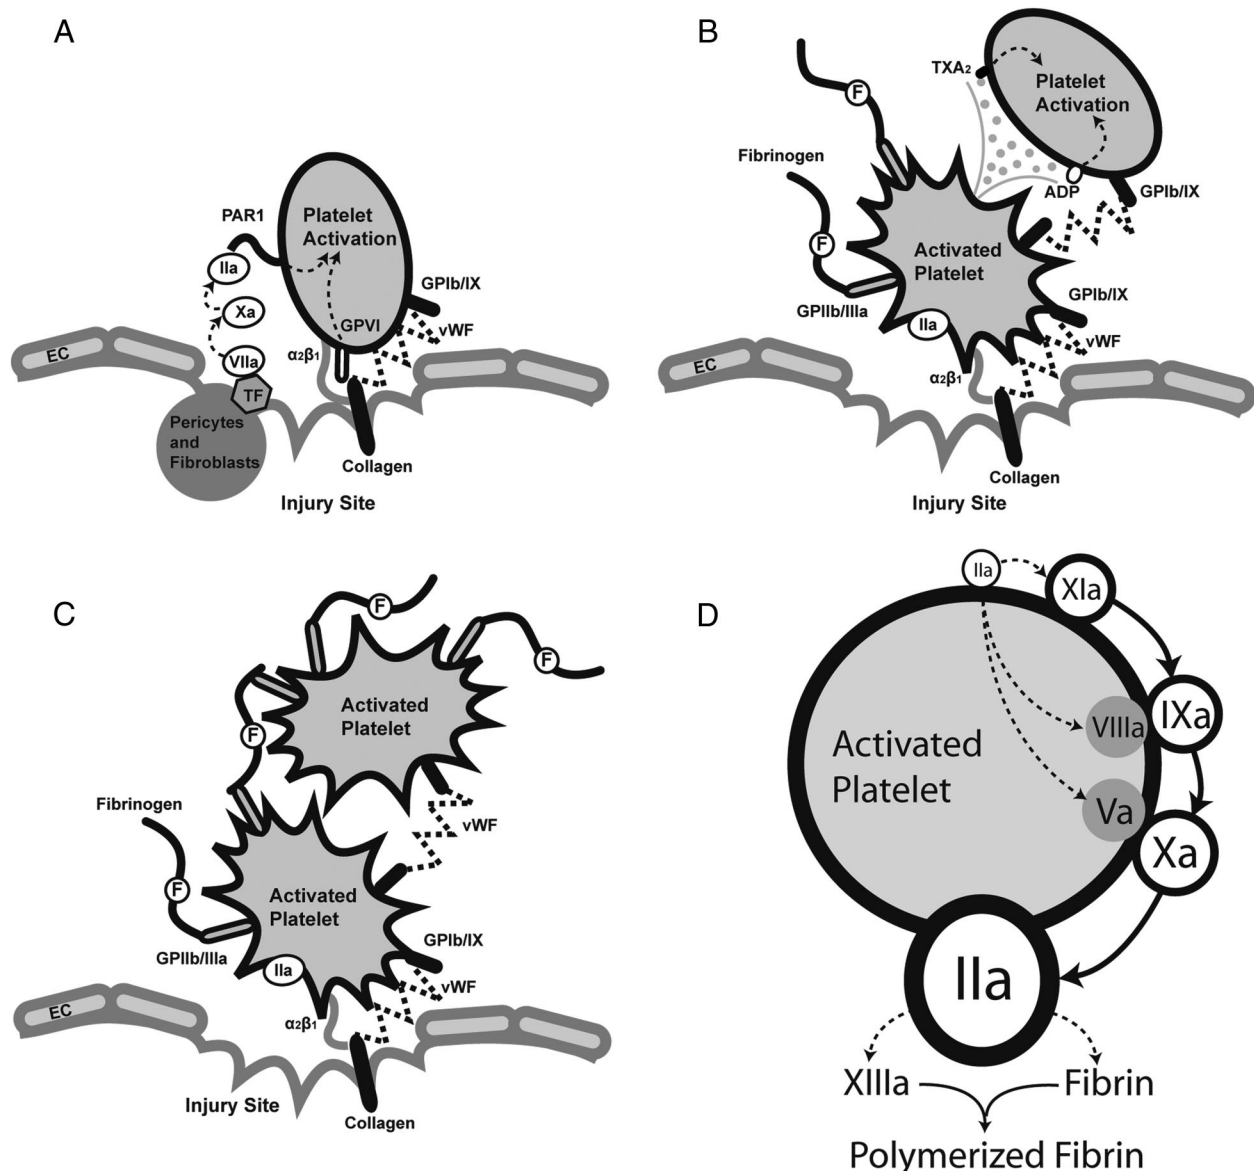 A
PAR1
Platelet
Activation
IIa
Xa
VIIa
TF
GPVI
GPIb/IX
vWF
α₂β₁
EC
Pericytes
and
Fibroblasts
Collagen
Injury Site
B
TXA₂
Platelet
Activation
F
Fibrinogen
ADP
GPIb/IX
F
Activated
Platelet
GPIIb/IIIa
GPIb/IX
IIa
vWF
EC
α₂β₁
Collagen
Injury Site
C
F
F
Activated
Platelet
F
Fibrinogen
vWF
F
Activated
Platelet
GPIIb/IIIa
GPIb/IX
IIa
vWF
EC
α₂β₁
Injury Site
Collagen
D
IIa
XIa
VIIIa
IXa
Activated
Platelet
Va
Xa
IIa
XIIIa
Fibrin
Polymerized Fibrin